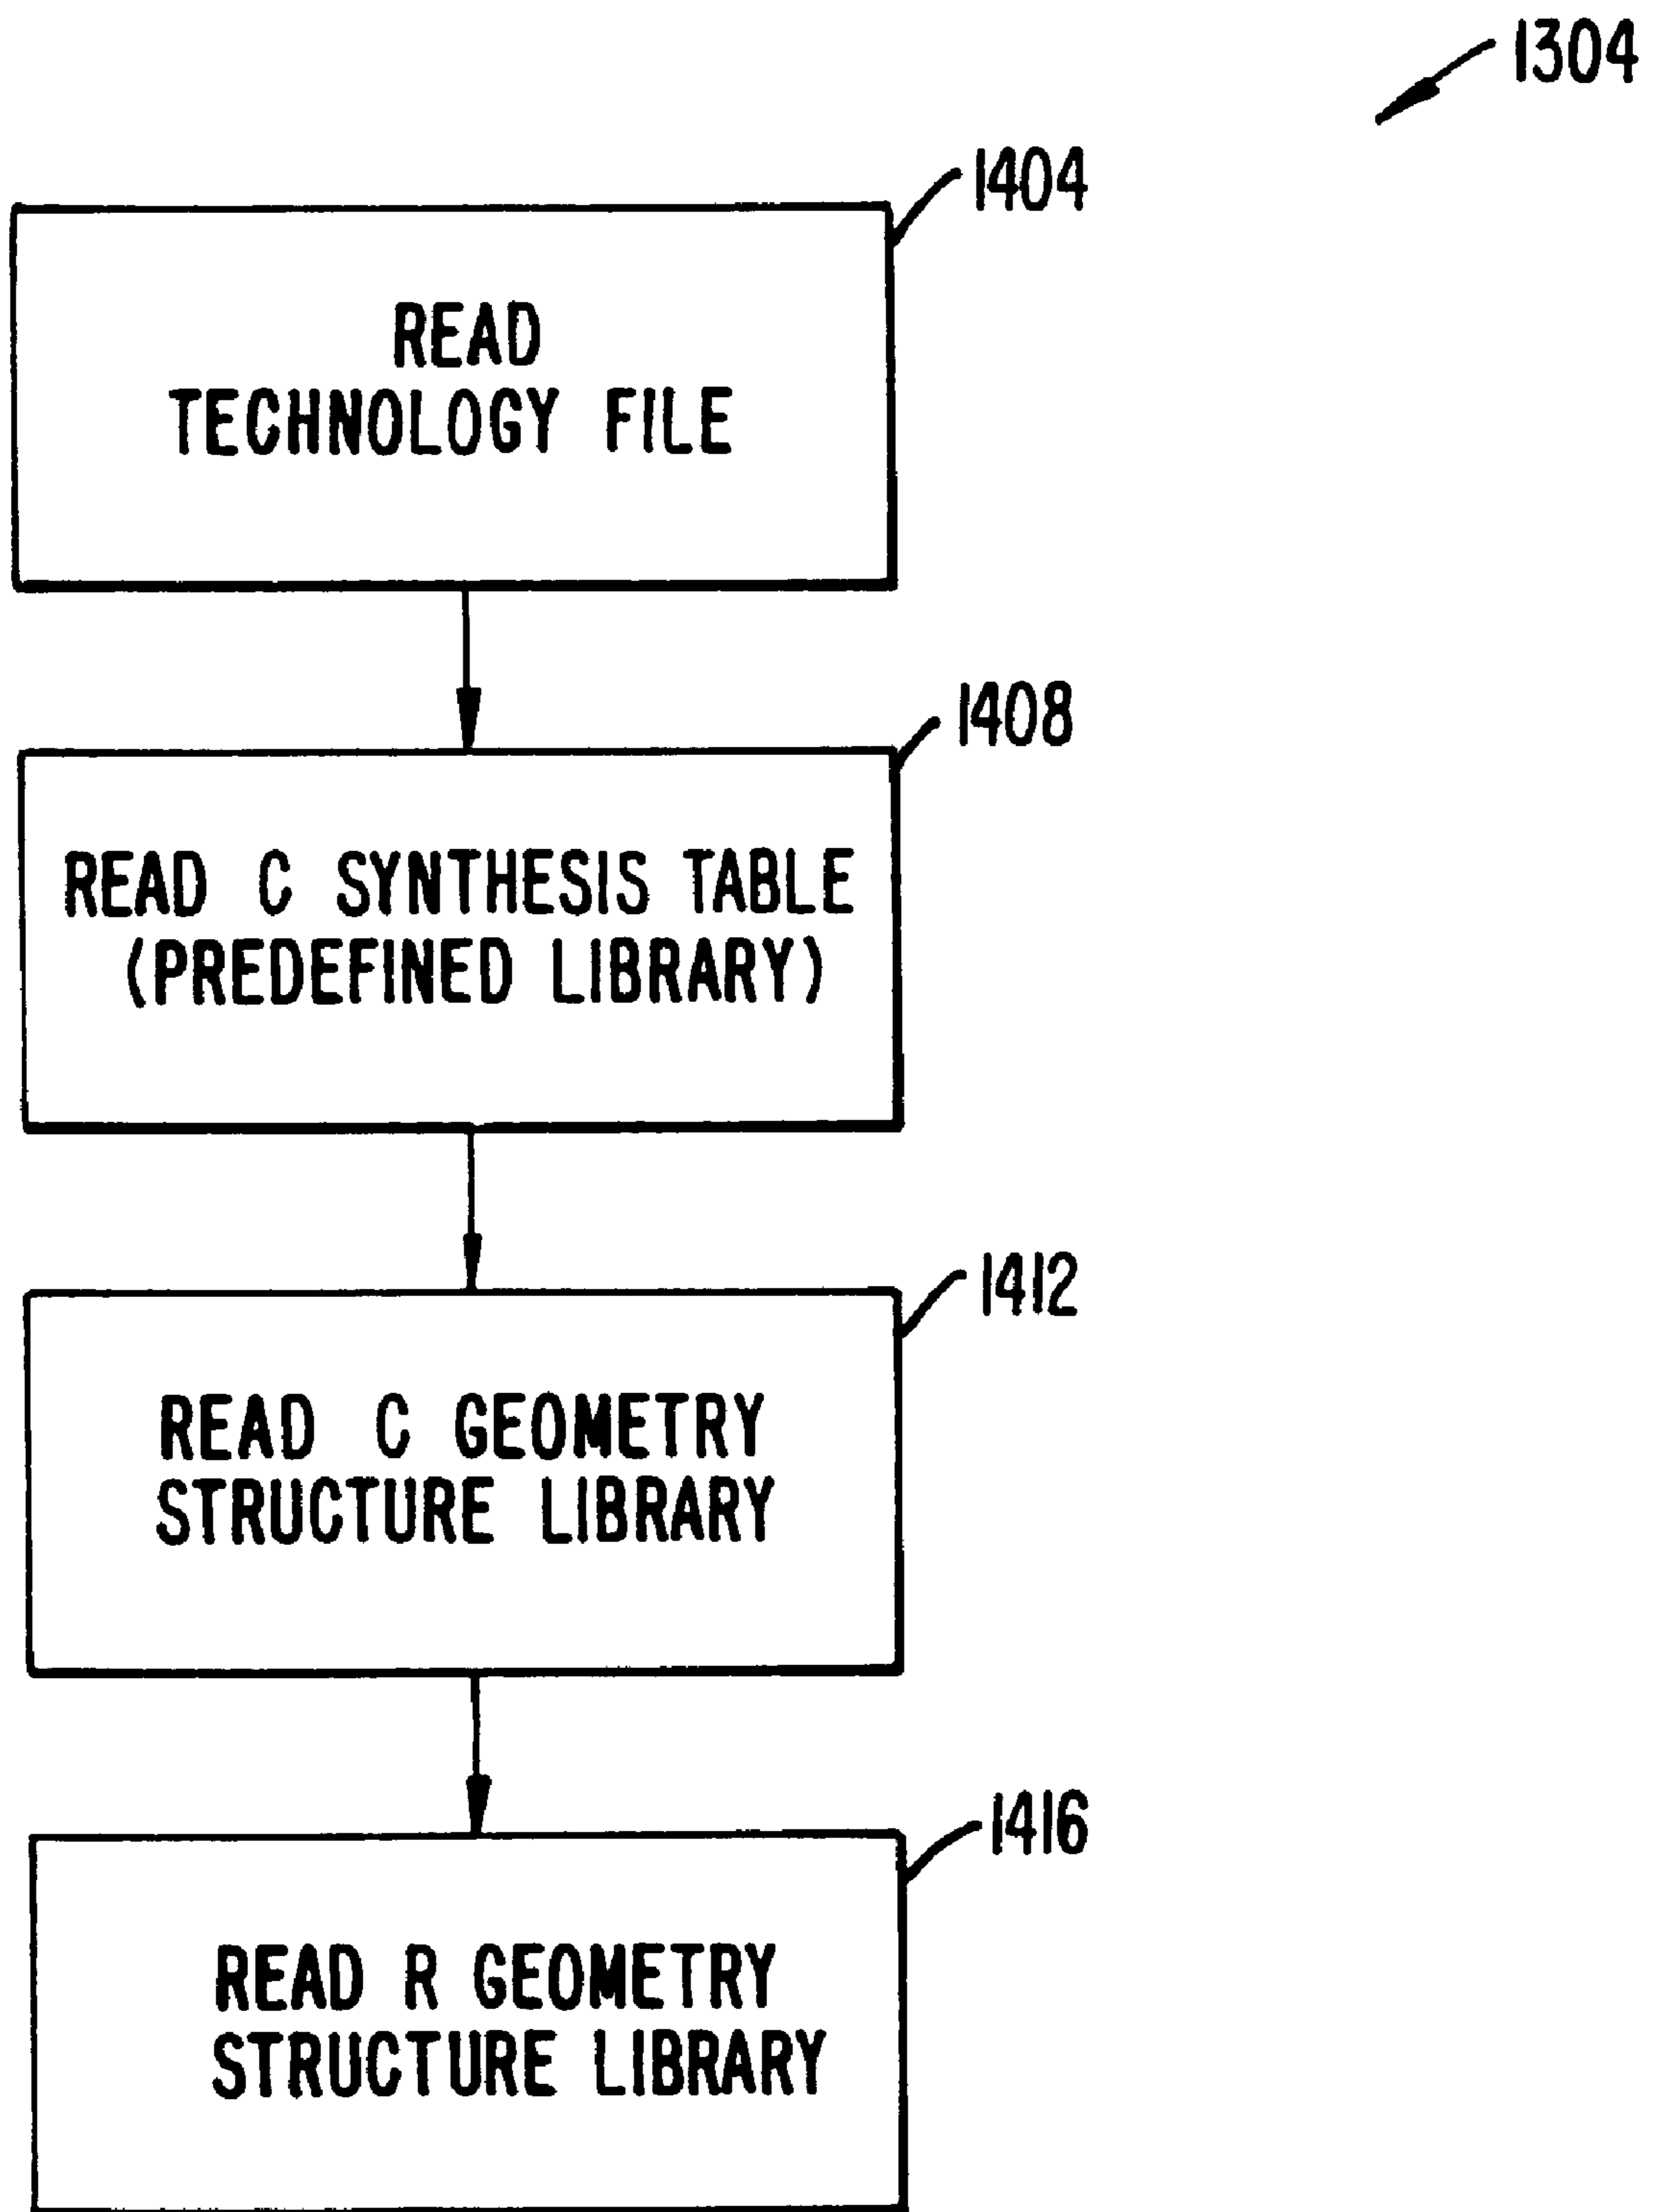 1304
1404
READ
TECHNOLOGY FILE
1408
READ C SYNTHESIS TABLE
(PREDEFINED LIBRARY)
1412
READ C GEOMETRY
STRUCTURE LIBRARY
1416
READ R GEOMETRY
STRUCTURE LIBRARY